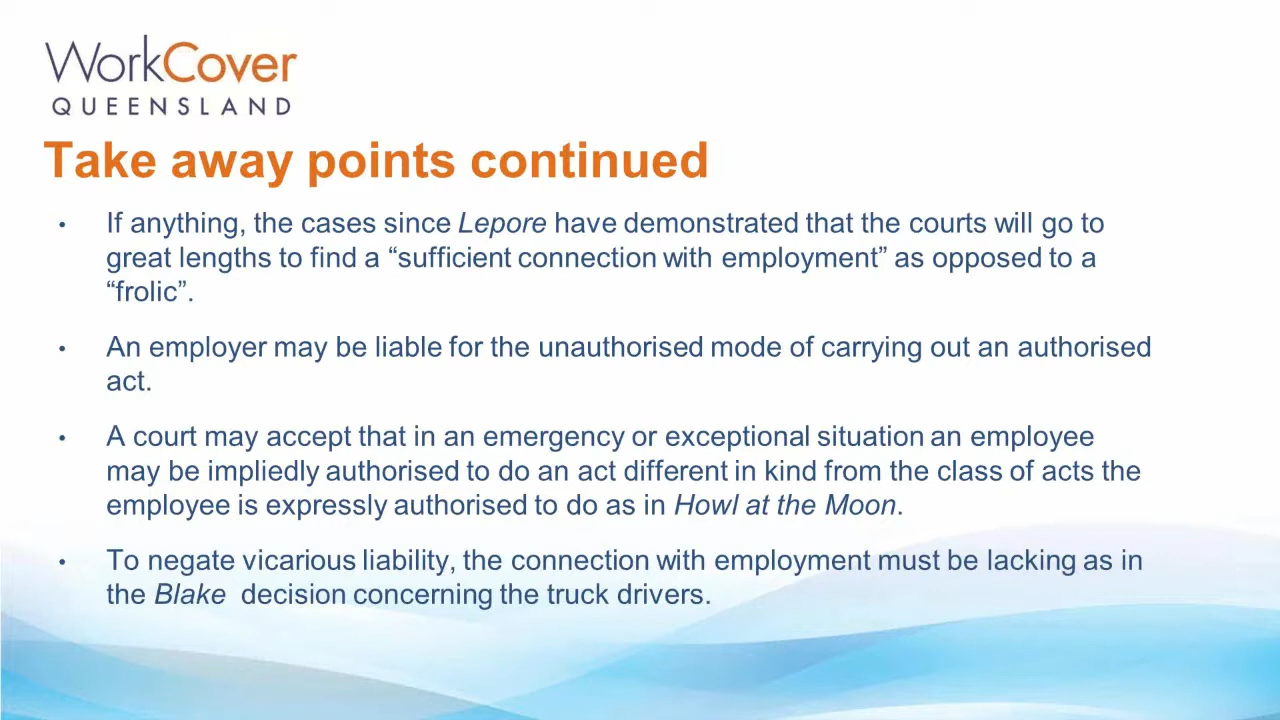 WorkCover
QUEENSLAND
Take away points continued
• If anything, the cases since Lepore have demonstrated that the courts will go to
great lengths to find a “sufficient connection with employment” as opposed to a
“frolic”.
• An employer may be liable for the unauthorised mode of carrying out an authorised
act.
• A court may accept that in an emergency or exceptional situation an employee
may be impliedly authorised to do an act different in kind from the class of acts the
employee is expressly authorised to do as in Howl at the Moon.
• To negate vicarious liability, the connection with employment must be lacking as in
the Blake decision concerning the truck drivers.